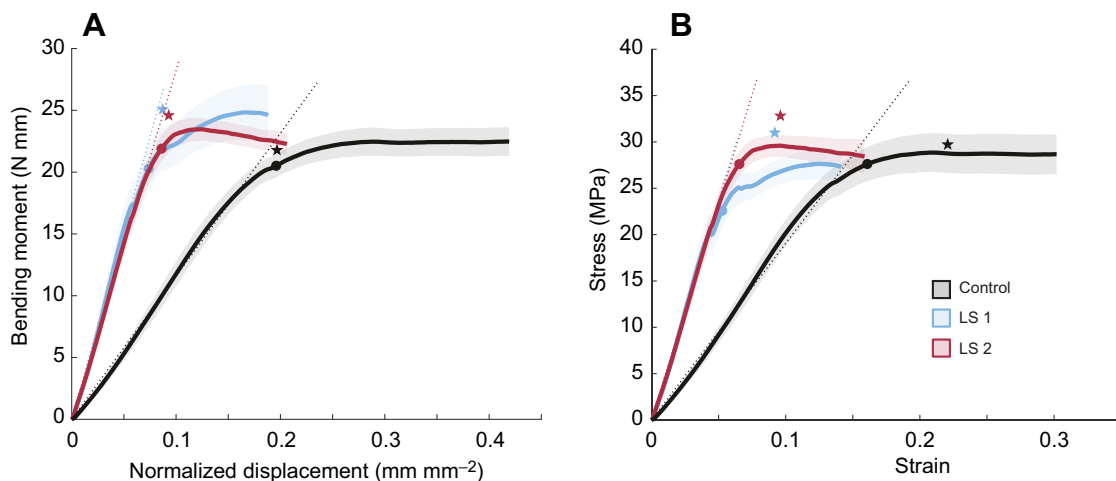 A
30
25
20
15
10
5
0
0
0.1
0.2
0.3
0.4
Bending moment (N mm)
Normalized displacement (mm mm–2)
B
40
35
30
25
20
15
10
5
0
0
0.1
0.2
0.3
Stress (MPa)
Strain
Control
LS 1
LS 2